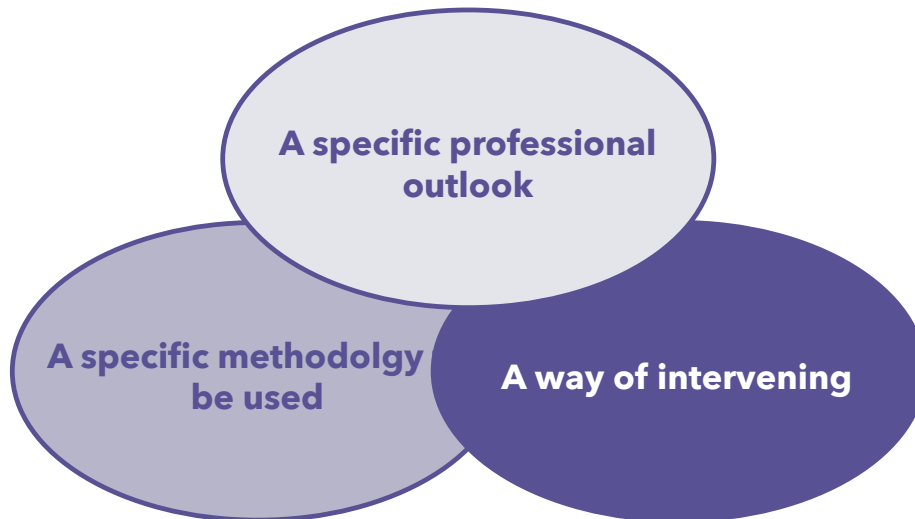 A specific professional
outlook
A specific methodolgy
be used
A way of intervening